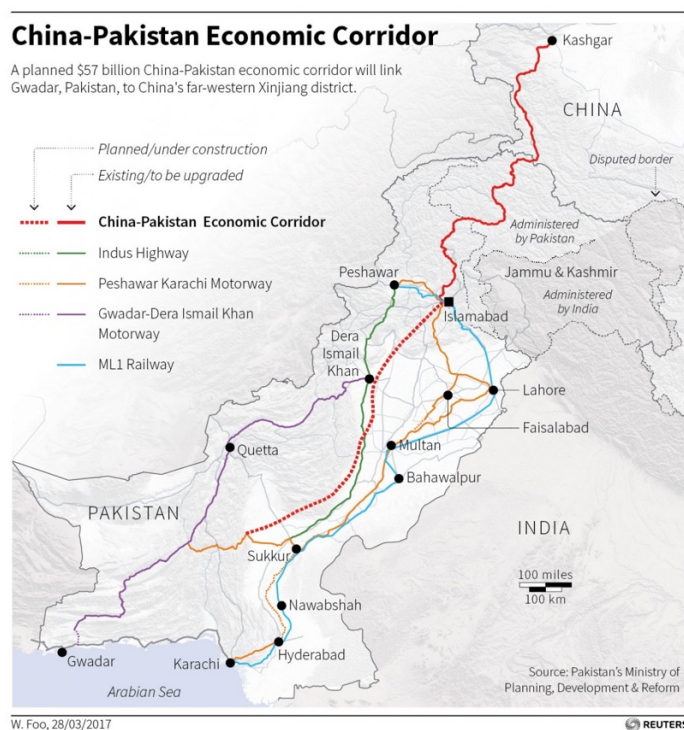 China-Pakistan Economic Corridor
A planned $57 billion China-Pakistan economic corridor will link
Gwadar, Pakistan, to China's far-western Xinjiang district.
Planned/under construction
Existing/to be upgraded
China-Pakistan Economic Corridor
Indus Highway
Peshawar Karachi Motorway
Gwadar-Dera Ismail Khan
Motorway
ML1 Railway
Kashgar
CHINA
Disputed border
Administered
by Pakistan
Peshawar
Jammu & Kashmir
Administered
by India
Islamabad
Dera
Ismail
Khan
Lahore
Faisalabad
Multan
Quetta
Bahawalpur
PAKISTAN
INDIA
Sukkur
100 miles
100 km
Nawabshah
Hyderabad
Gwadar
Karachi
Arabian Sea
Source: Pakistan's Ministry of
Planning, Development & Reform
W. Foo, 28/03/2017
REUTERS